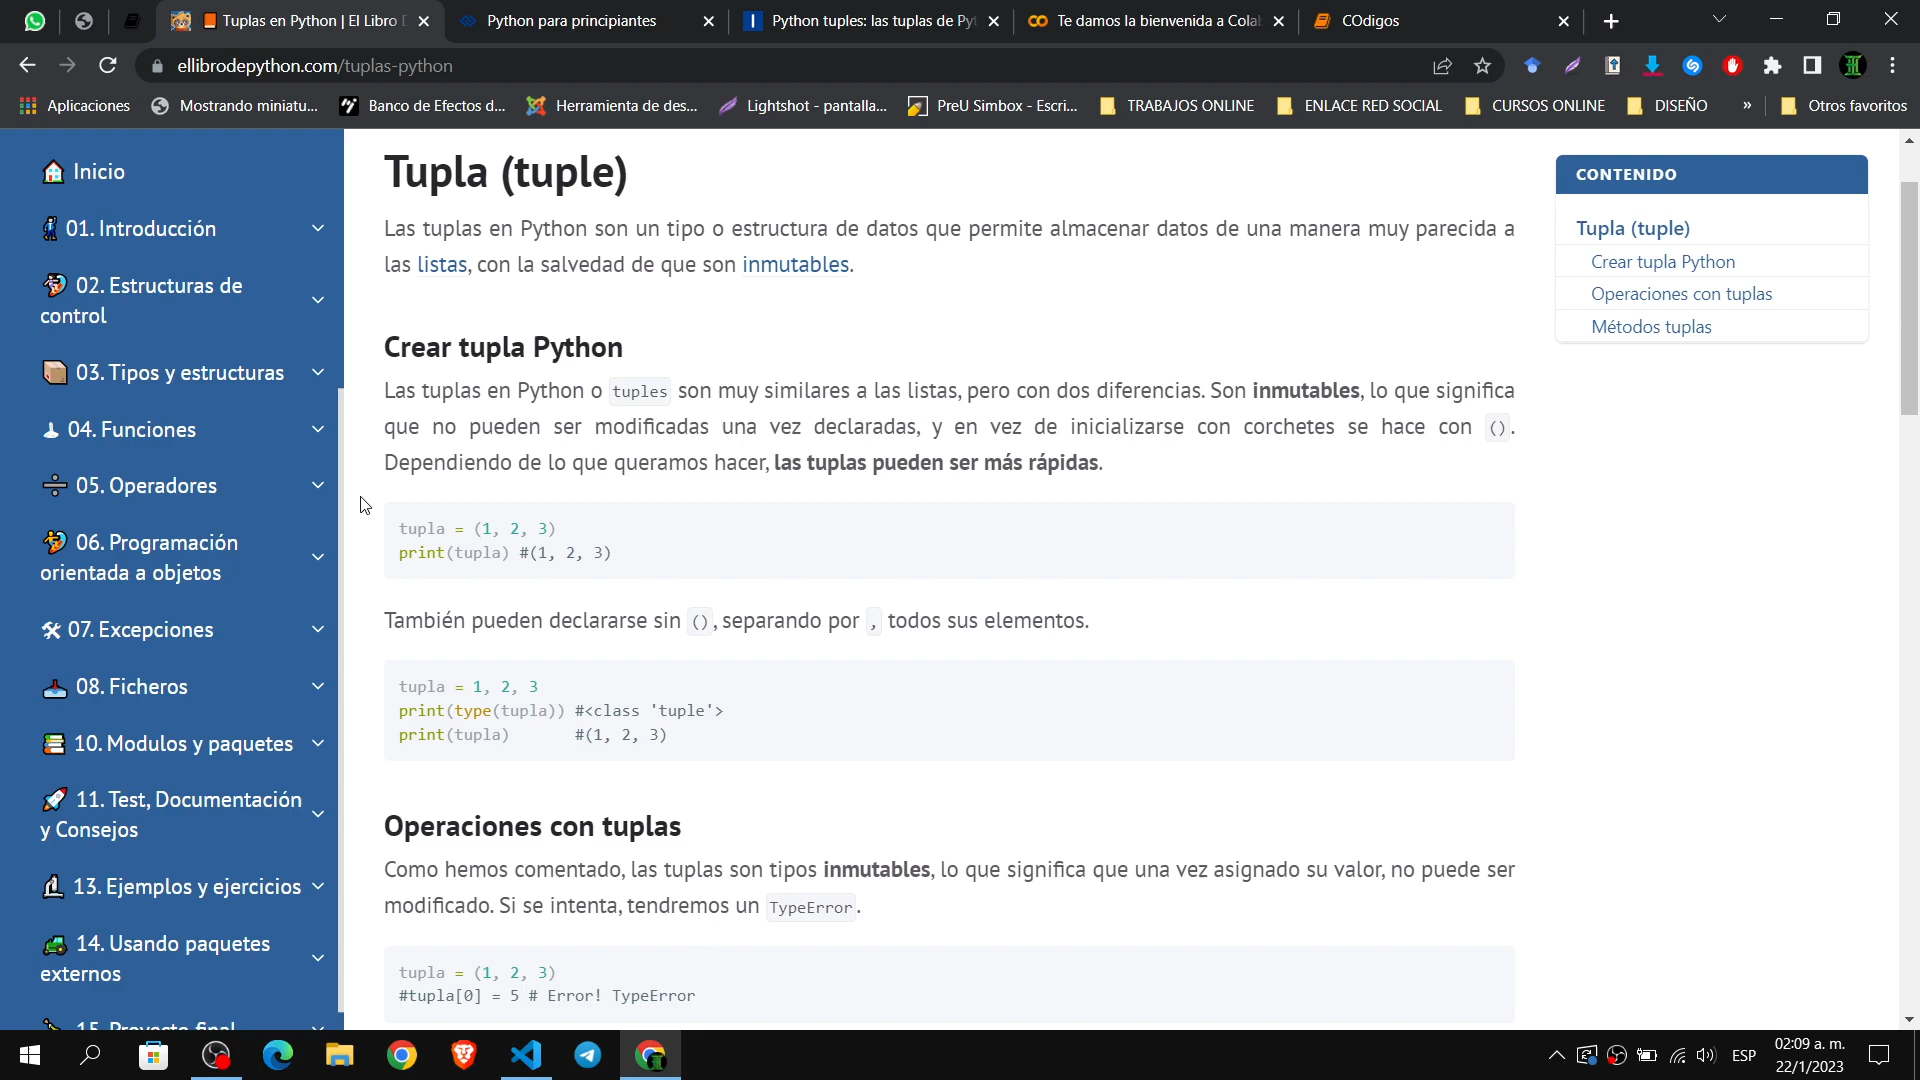 Tuplas en Python | El Libro D
Python para principiantes
Python tuples: las tuplas de Pyt
Te damos la bienvenida a Colab
COdigos
ellibrodepython.com/tuplas-python
Aplicaciones
Mostrando miniatu...
Banco de Efectos d...
Herramienta de des...
Lightshot - pantalla...
PreU Simbox - Escri...
TRABAJOS ONLINE
ENLACE RED SOCIAL
CURSOS ONLINE
DISEÑO
»
Otros favoritos
Inicio
01. Introducción
02. Estructuras de
control
03. Tipos y estructuras
04. Funciones
05. Operadores
06. Programación
orientada a objetos
07. Excepciones
08. Ficheros
10. Modulos y paquetes
11. Test, Documentación
y Consejos
13. Ejemplos y ejercicios
14. Usando paquetes
externos
15. Proyecto final
Tupla (tuple)
Las tuplas en Python son un tipo o estructura de datos que permite almacenar datos de una manera muy parecida a
las listas, con la salvedad de que son inmutables.
Crear tupla Python
Las tuplas en Python o tuples son muy similares a las listas, pero con dos diferencias. Son inmutables, lo que significa
que no pueden ser modificadas una vez declaradas, y en vez de inicializarse con corchetes se hace con ().
Dependiendo de lo que queramos hacer, las tuplas pueden ser más rápidas.
tupla = (1, 2, 3)
print(tupla) #(1, 2, 3)
También pueden declararse sin (), separando por , todos sus elementos.
tupla = 1, 2, 3
print(type(tupla)) #<class 'tuple'>
print(tupla)       #(1, 2, 3)
Operaciones con tuplas
Como hemos comentado, las tuplas son tipos inmutables, lo que significa que una vez asignado su valor, no puede ser
modificado. Si se intenta, tendremos un TypeError.
tupla = (1, 2, 3)
#tupla[0] = 5 # Error! TypeError
CONTENIDO
Tupla (tuple)
Crear tupla Python
Operaciones con tuplas
Métodos tuplas
ESP
02:09 a. m.
22/1/2023